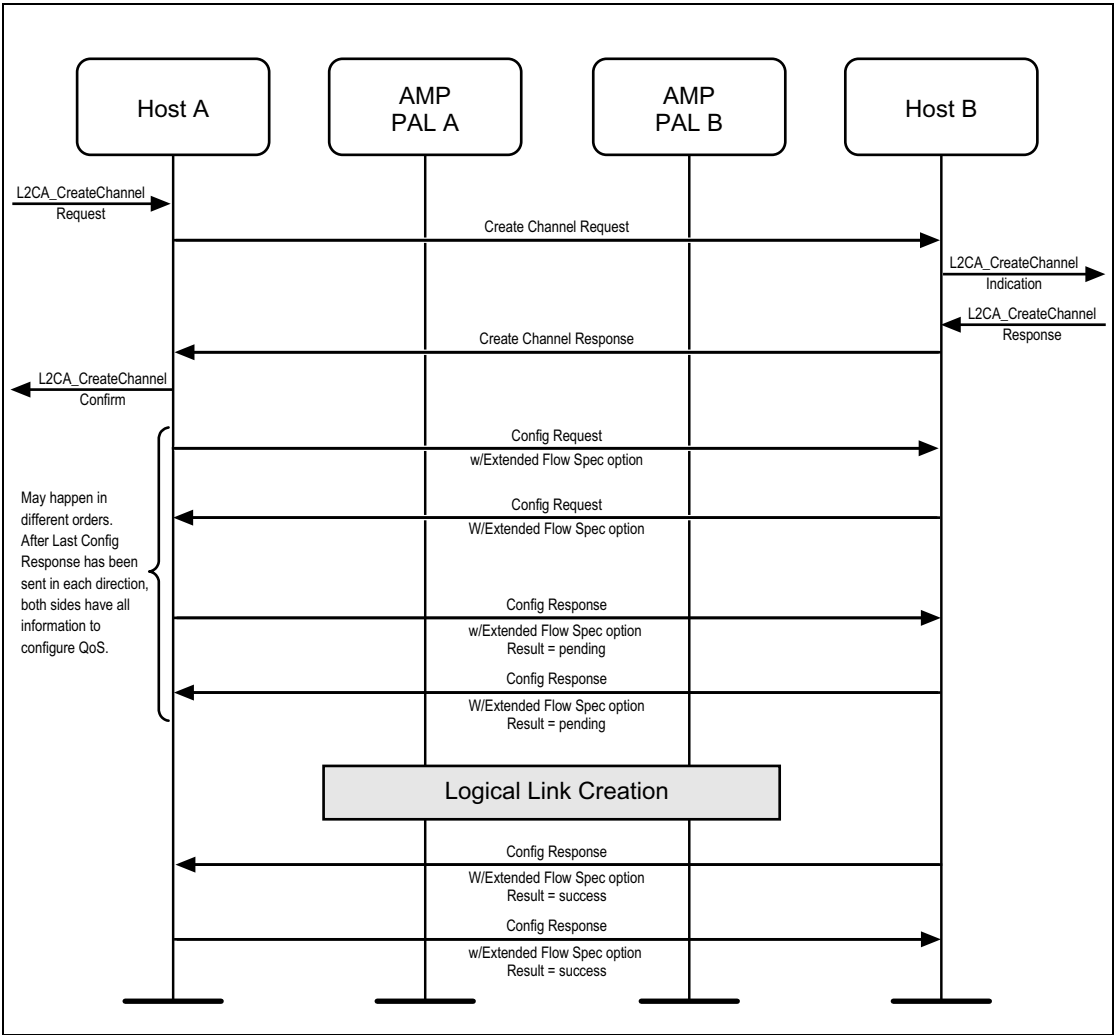 Host A
AMP
PAL A
AMP
PAL B
Host B
L2CA_CreateChannel
Request
Create Channel Request
L2CA_CreateChannel
Indication
L2CA_CreateChannel
Response
Create Channel Response
L2CA_CreateChannel
Confirm
Config Request
w/Extended Flow Spec option
May happen in
different orders.
After Last Config
Response has been
sent in each direction,
both sides have all
information to
configure QoS.
Config Request
W/Extended Flow Spec option
Config Response
w/Extended Flow Spec option
Result = pending
Config Response
W/Extended Flow Spec option
Result = pending
Logical Link Creation
Config Response
W/Extended Flow Spec option
Result = success
Config Response
w/Extended Flow Spec option
Result = success